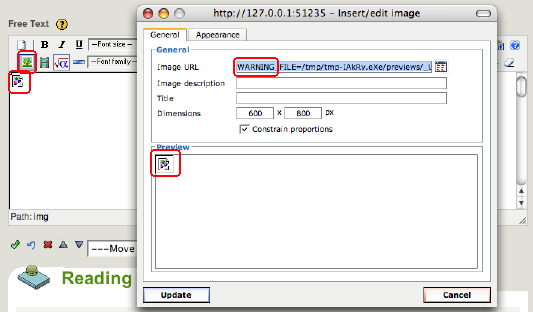 http://127.0.0.1:51235 – Insert/edit image
Free Text ?
General Appearance
B I U --Font size--
General
Image URL WARNING_FILE=/tmp/tmp-IAkRy.eXe/previews/_U
--Font family--
Image description
Title
Dimensions 600 x 800 px
Constrain proportions
Preview
Path: img
---Move
Reading
Update Cancel